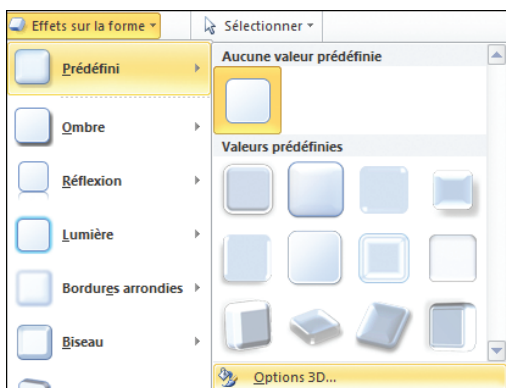 Effets sur la forme
Sélectionner
Prédéfini
Ombre
Réflexion
Lumière
Bordures arrondies
Biseau
Aucune valeur prédéfinie
Valeurs prédéfinies
Options 3D...